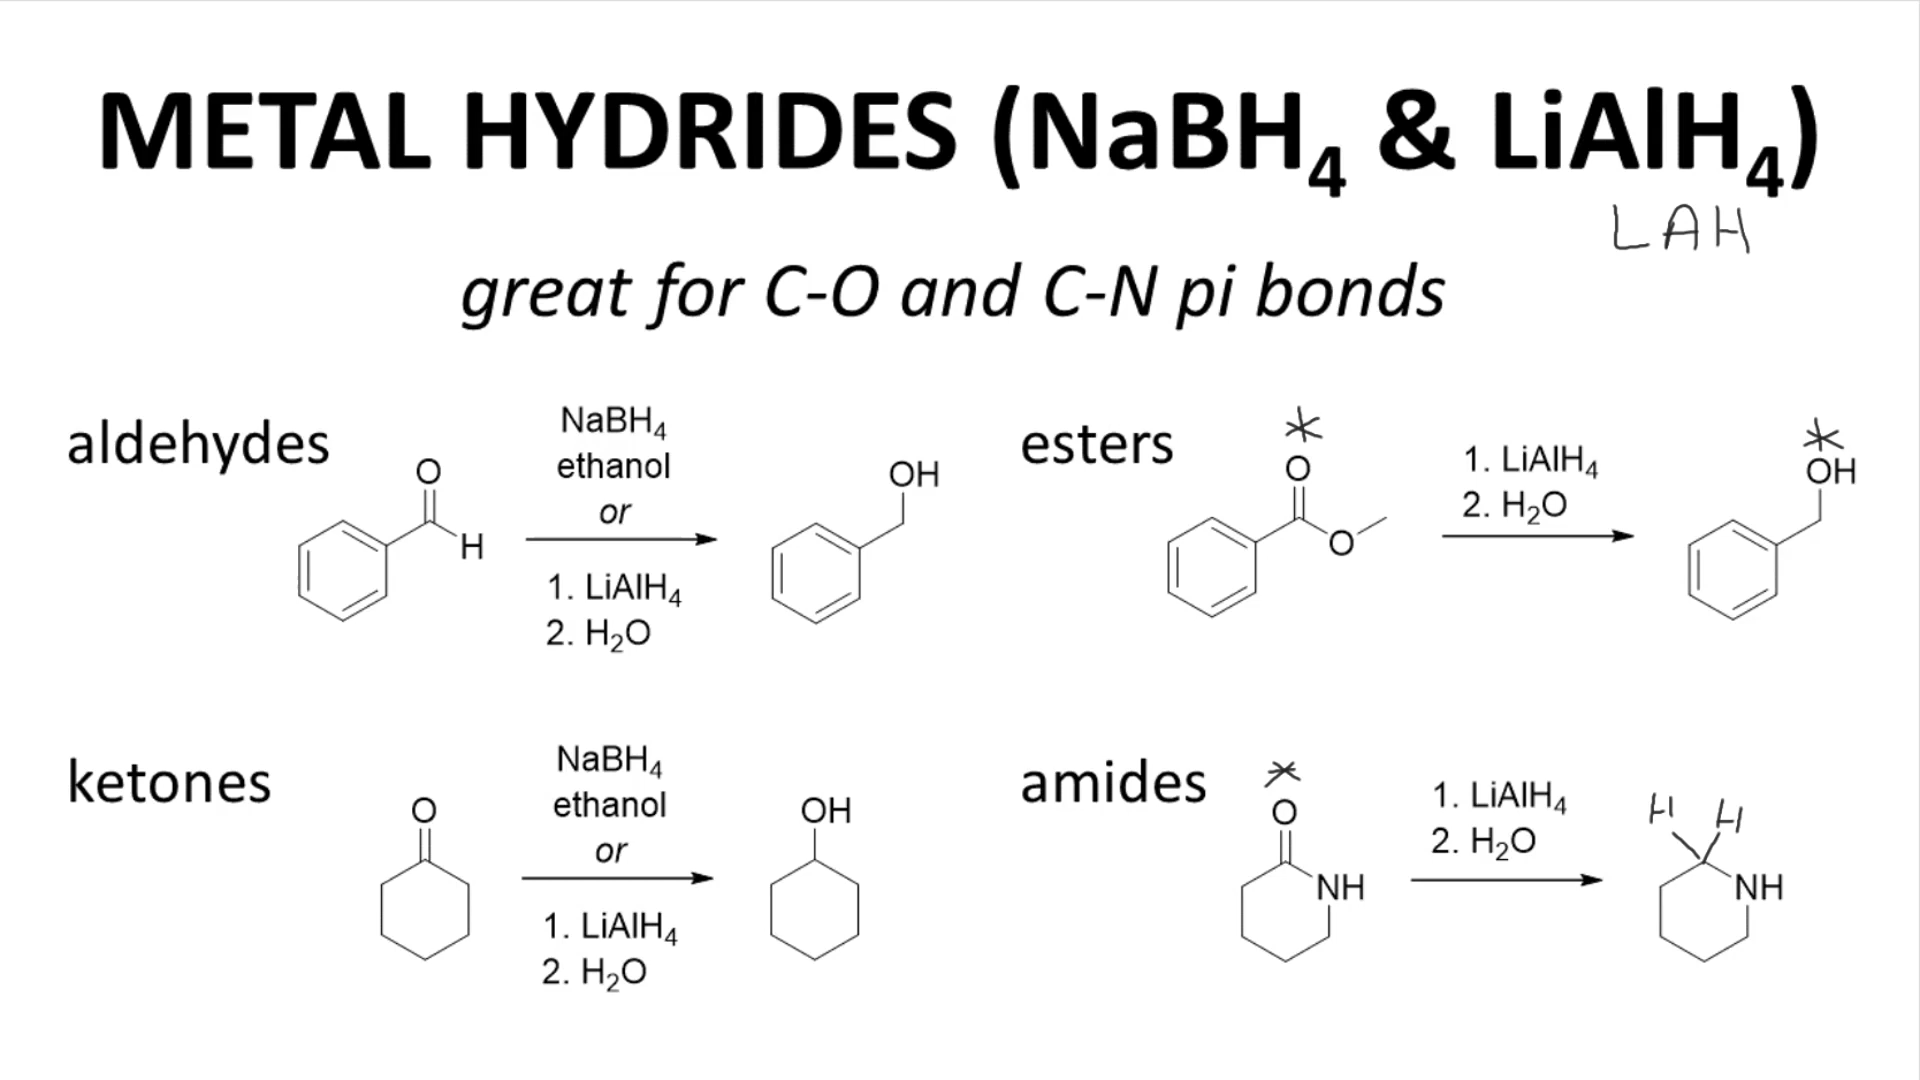 METAL HYDRIDES (NaBH₄ & LiAlH₄)
LAH
great for C-O and C-N pi bonds
aldehydes
O
H
NaBH₄
ethanol
or
1. LiAlH₄
2. H₂O
OH
esters
*
O
O
1. LiAlH₄
2. H₂O
*
OH
ketones
O
NaBH₄
ethanol
or
1. LiAlH₄
2. H₂O
OH
amides
*
O
NH
1. LiAlH₄
2. H₂O
H H
NH